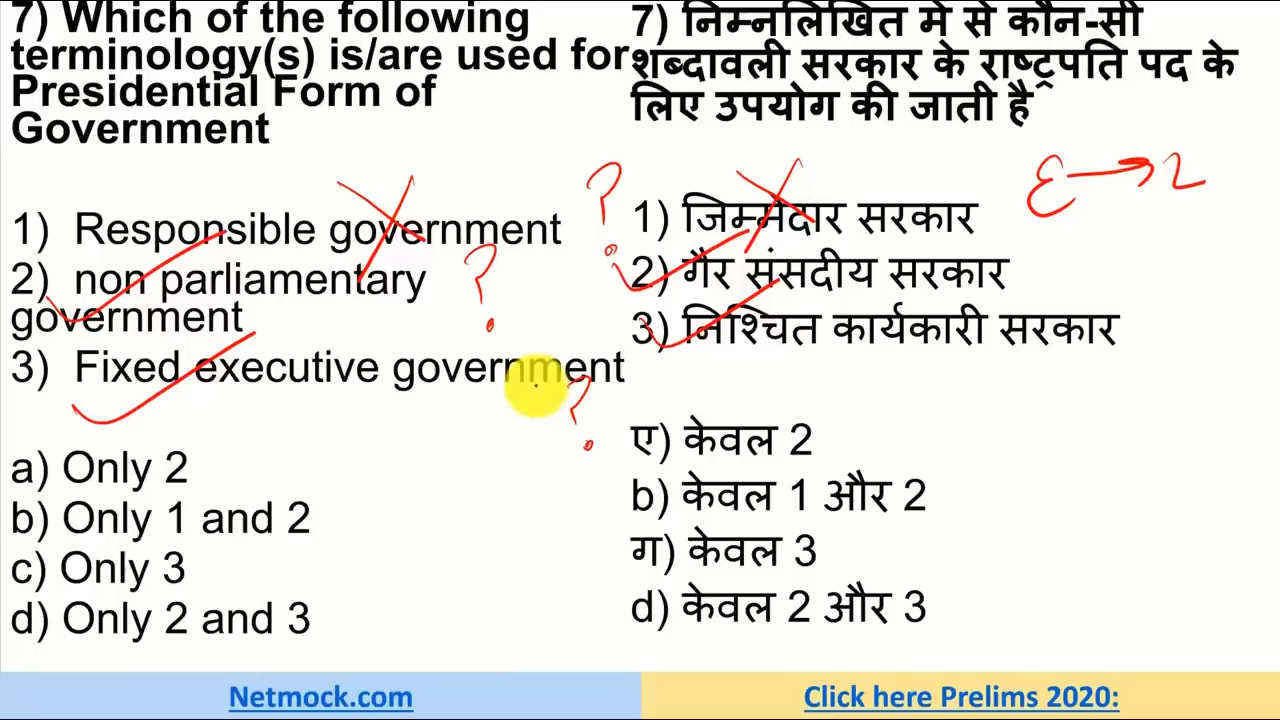 7) Which of the following
terminology(s) is/are used for
Presidential Form of
Government
1) Responsible government
2) non parliamentary
government
3) Fixed executive government
a) Only 2
b) Only 1 and 2
c) Only 3
d) Only 2 and 3
7) निम्नलिखित मे से कौन-सी
शब्दावली सरकार के राष्ट्रपति पद के
लिए उपयोग की जाती है
1) जिम्मेदार सरकार
2) गैर संसदीय सरकार
3) निश्चित कार्यकारी सरकार
ए) केवल 2
b) केवल 1 और 2
ग) केवल 3
d) केवल 2 और 3
? 
?
?
Netmock.com
Click here Prelims 2020: